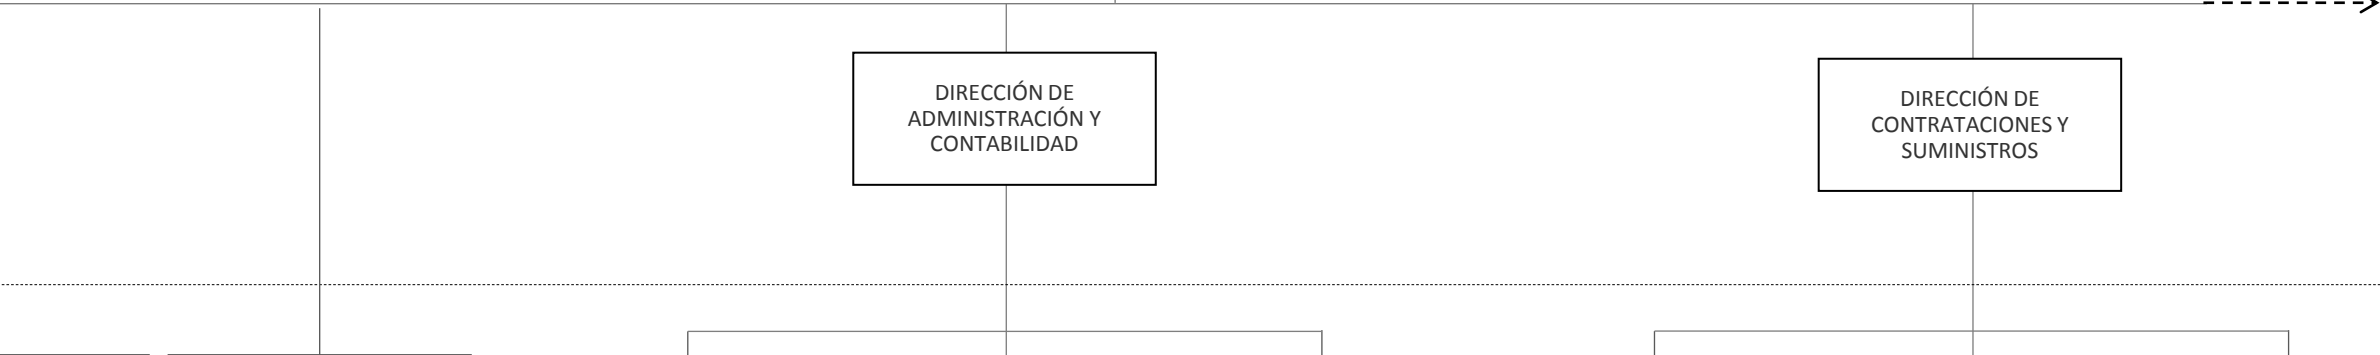 DIRECCIÓN DE
ADMINISTRACIÓN Y
CONTABILIDAD
DIRECCIÓN DE
CONTRATACIONES Y
SUMINISTROS